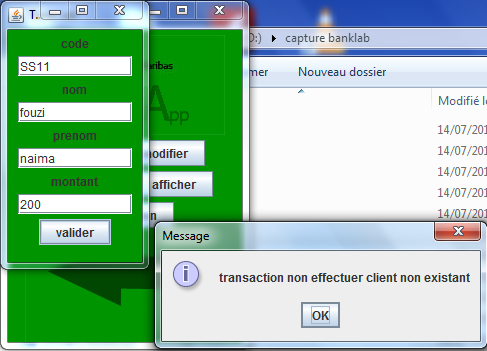 T...
code
SS11
nom
fouzi
prenom
naima
montant
200
valider
ribas
App
modifier
afficher
:) capture banklab
mer Nouveau dossier
Modifié le
14/07/201
14/07/201
14/07/201
14/07/201
14/07/201
Message
transaction non effectuer client non existant
OK